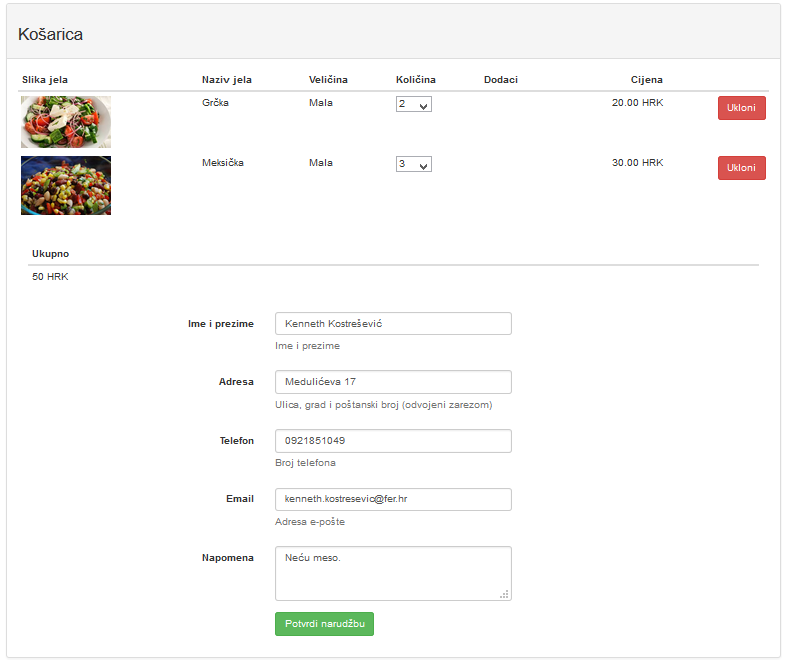 Košarica
Slika jela Naziv jela Veličina Količina Dodaci Cijena
Grčka Mala 2 20.00 HRK Ukloni
Meksička Mala 3 30.00 HRK Ukloni
Ukupno
50 HRK
Ime i prezime Kenneth Kostrešević
Ime i prezime
Adresa Medulićeva 17
Ulica, grad i poštanski broj (odvojeni zarezom)
Telefon 0921851049
Broj telefona
Email kenneth.kostresevic@fer.hr
Adresa e-pošte
Napomena Neću meso.
Potvrdi narudžbu